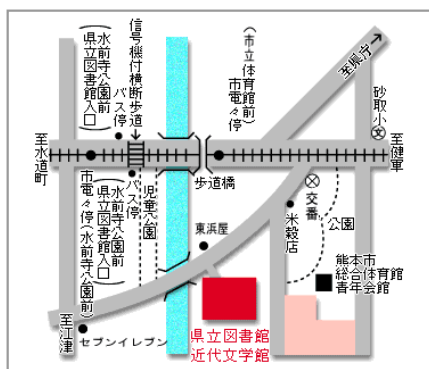 至県庁
(市立体育館前)
市電々停
信号機付横断歩道
バス停
(水前寺公園前
県立図書館入口)
砂取小
文
至水道町
至健軍
歩道橋
交番
公園
米穀店
バス停
(水前寺公園前
県立図書館入口)
児童公園
市電々停(水前寺公園前)
東浜屋
熊本市
総合体育館
青年会館
至江津
セブンイレブン
県立図書館
近代文学館